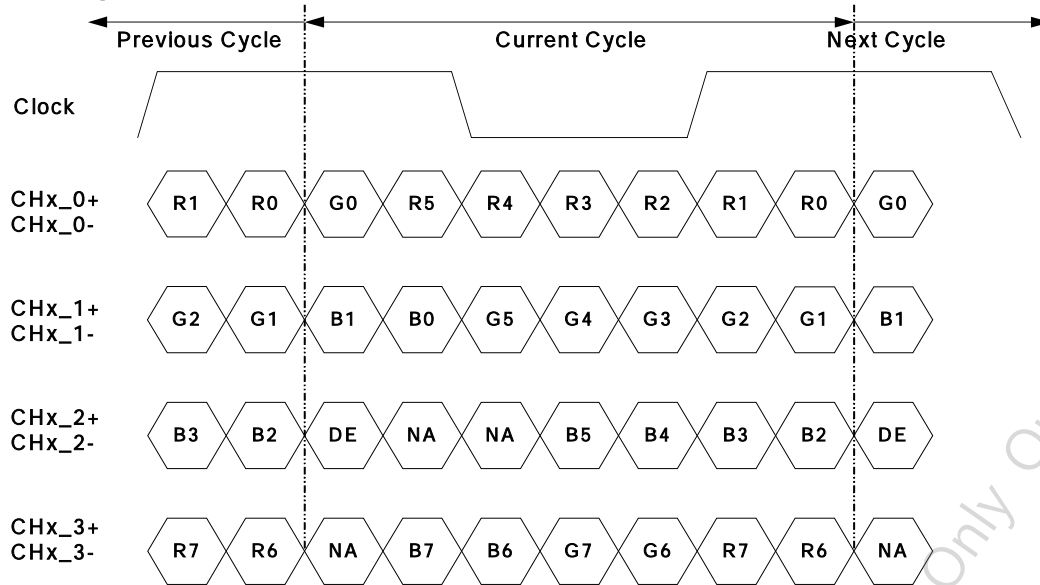 Previous Cycle Current Cycle Next Cycle
Clock
CHx_0+
CHx_0-
R1 R0 G0 R5 R4 R3 R2 R1 R0 G0
CHx_1+
CHx_1-
G2 G1 B1 B0 G5 G4 G3 G2 G1 B1
CHx_2+
CHx_2-
B3 B2 DE NA NA B5 B4 B3 B2 DE
CHx_3+
CHx_3-
R7 R6 NA B7 B6 G7 G6 R7 R6 NA
Only